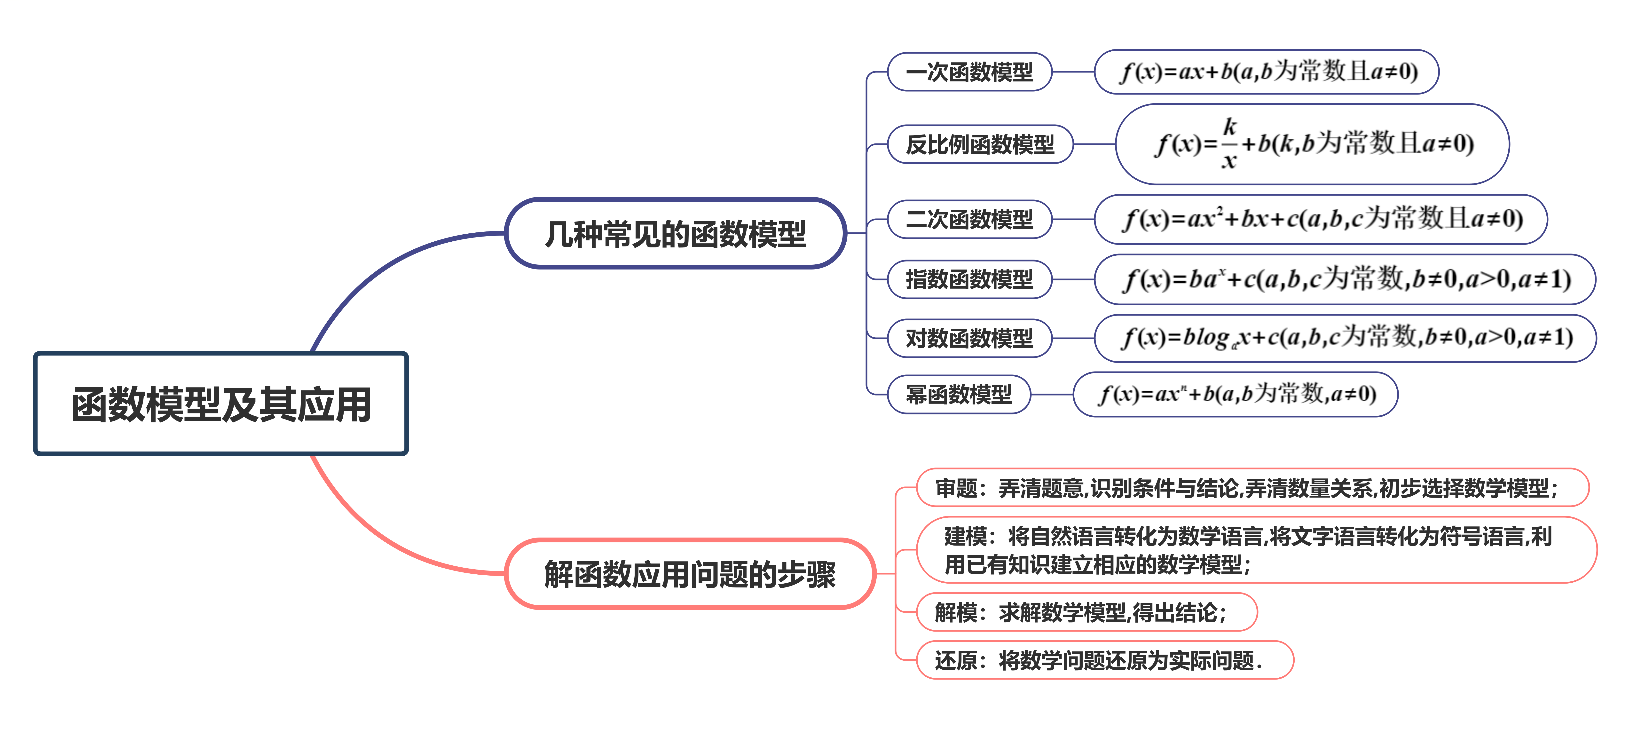 函数模型及其应用
几种常见的函数模型
一次函数模型
f(x)=ax+b(a,b为常数且a≠0)
反比例函数模型
f(x)=k/x+b(k,b为常数且a≠0)
二次函数模型
f(x)=ax²+bx+c(a,b,c为常数且a≠0)
指数函数模型
f(x)=baˣ+c(a,b,c为常数,b≠0,a>0,a≠1)
对数函数模型
f(x)=blogₐx+c(a,b,c为常数,b≠0,a>0,a≠1)
幂函数模型
f(x)=axⁿ+b(a,b为常数,a≠0)
解函数应用问题的步骤
审题：弄清题意,识别条件与结论,弄清数量关系,初步选择数学模型；
建模：将自然语言转化为数学语言,将文字语言转化为符号语言,利
用已有知识建立相应的数学模型；
解模：求解数学模型,得出结论；
还原：将数学问题还原为实际问题．